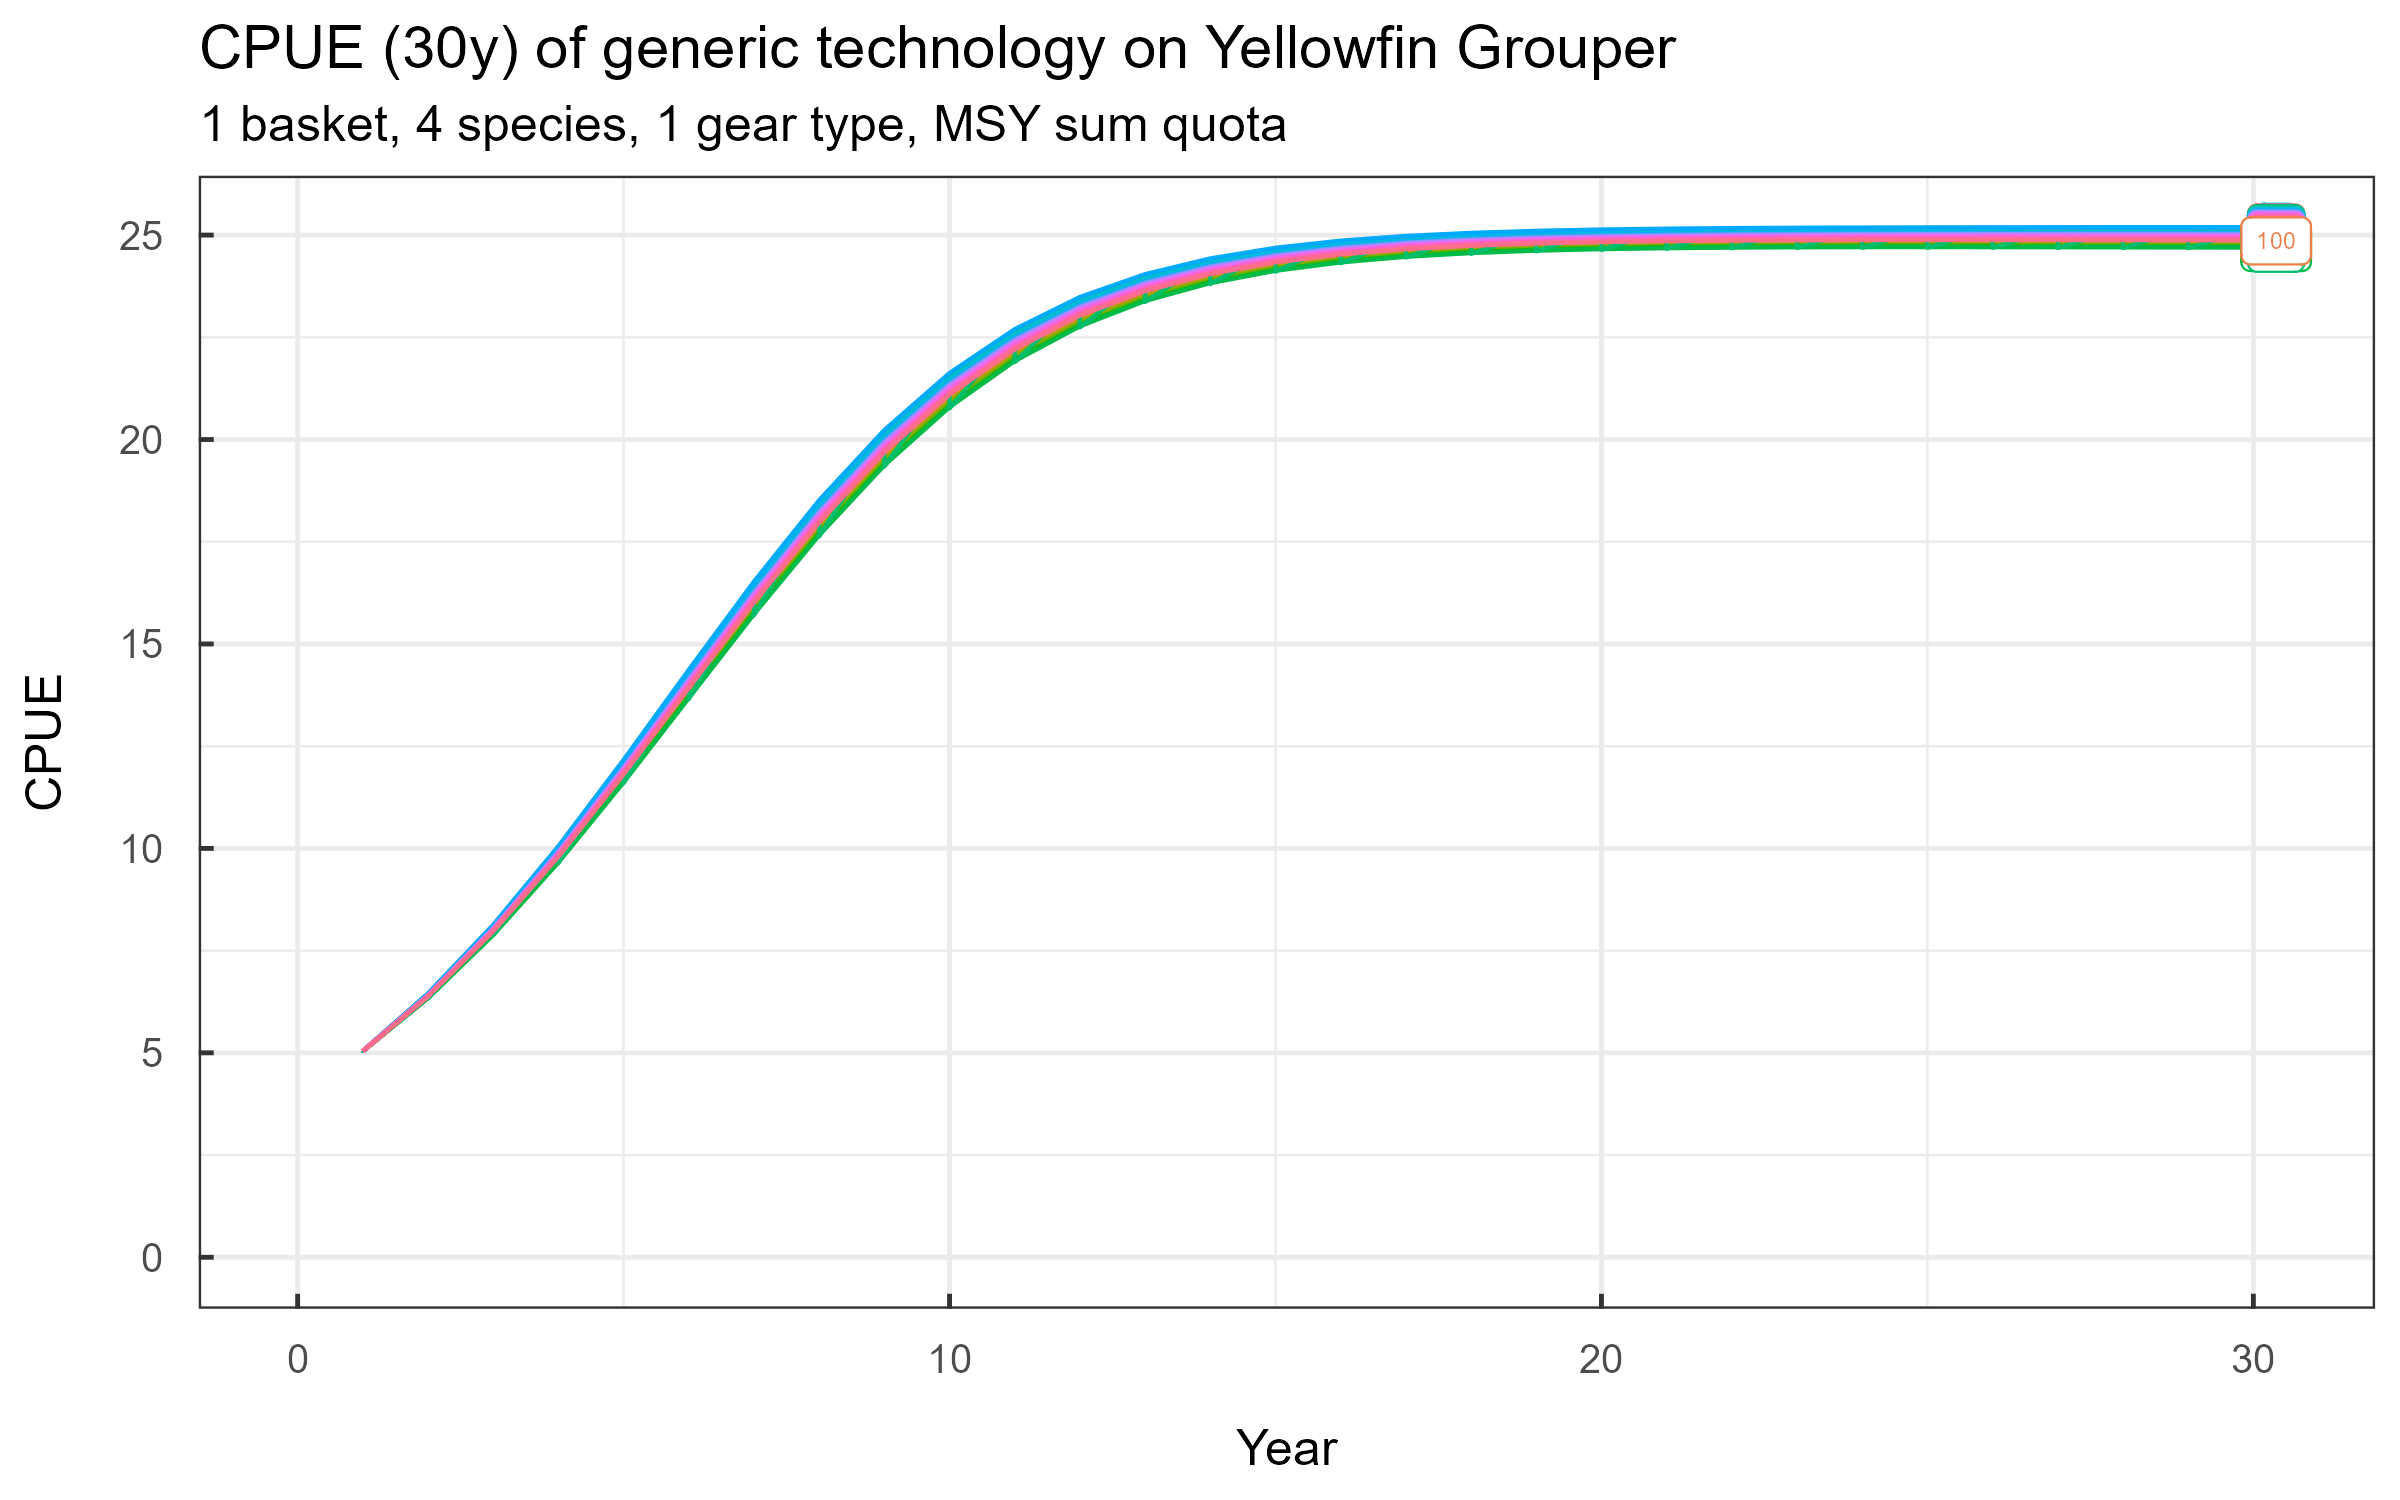 CPUE (30y) of generic technology on Yellowfin Grouper
1 basket, 4 species, 1 gear type, MSY sum quota
25
20
15
10
5
0
CPUE
100
0
10
20
30
Year